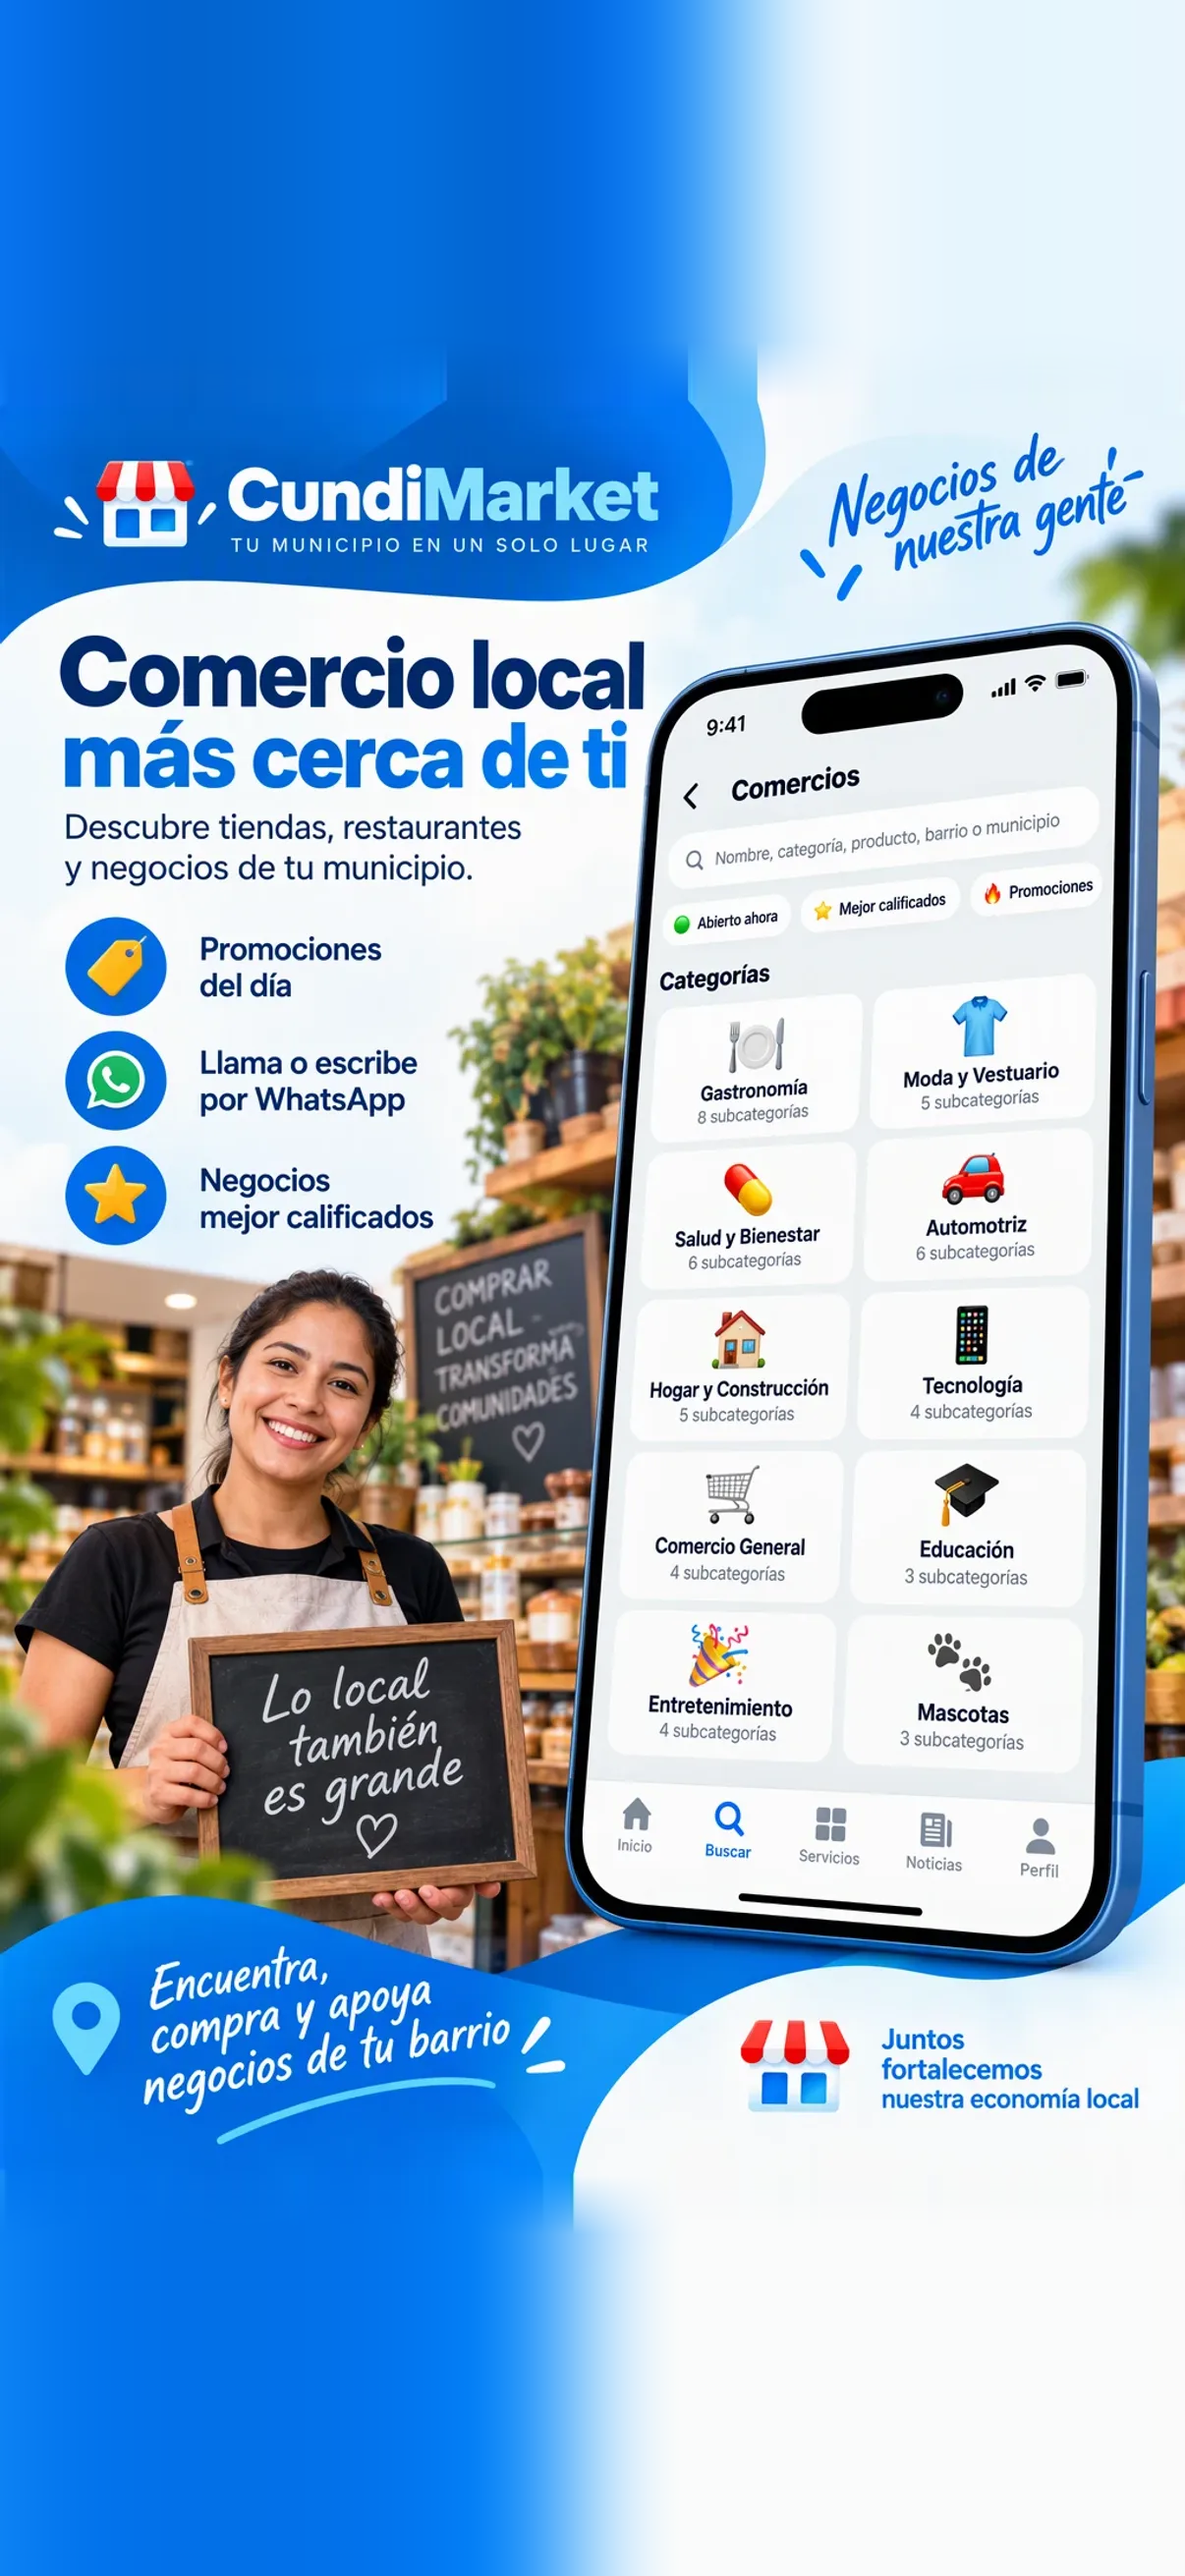 CundiMarket
TU MUNICIPIO EN UN SOLO LUGAR
Negocios de
nuestra gente
Comercio local
más cerca de ti
Descubre tiendas, restaurantes
y negocios de tu municipio.
Promociones
del día
Llama o escribe
por WhatsApp
Negocios
mejor calificados
COMPRAR
LOCAL
TRANSFORMA
COMUNIDADES
Lo local
también
es grande
9:41
Comercios
Nombre, categoría, producto, barrio o municipio
Abierto ahora
Mejor calificados
Promociones
Categorías
Gastronomía
8 subcategorías
Moda y Vestuario
5 subcategorías
Salud y Bienestar
6 subcategorías
Automotriz
6 subcategorías
Hogar y Construcción
5 subcategorías
Tecnología
4 subcategorías
Comercio General
4 subcategorías
Educación
3 subcategorías
Entretenimiento
4 subcategorías
Mascotas
3 subcategorías
Inicio
Buscar
Servicios
Noticias
Perfil
Encuentra,
compra y apoya
negocios de tu barrio
Juntos
fortalecemos
nuestra economía local